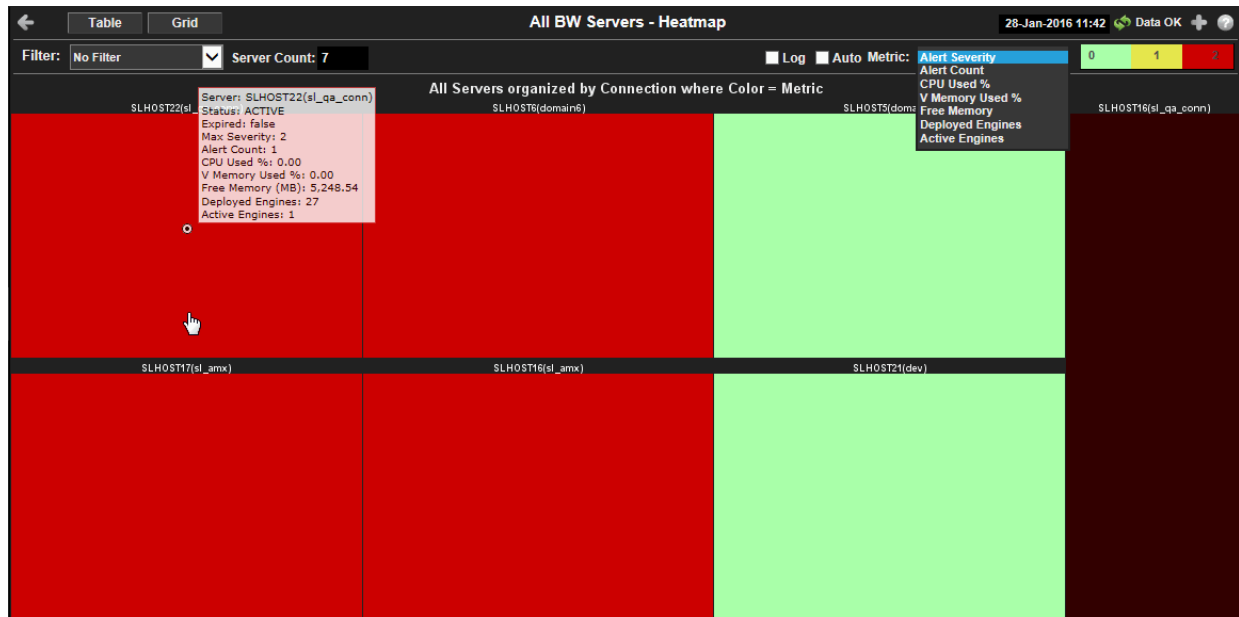 Table Grid All BW Servers - Heatmap 28-Jan-2016 11:42 Data OK
Filter: No Filter Server Count: 7 Log Auto Metric: Alert Severity 0 1 2
Alert Count
CPU Used %
V Memory Used %
Free Memory
Deployed Engines
Active Engines
All Servers organized by Connection where Color = Metric
SLHOST22(sl_ SLHOST6(domain6) SLHOST5(doma SLHOST16(sl_qa_conn)
Server: SLHOST22(sl_qa_conn)
Status: ACTIVE
Expired: false
Max Severity: 2
Alert Count: 1
CPU Used %: 0.00
V Memory Used %: 0.00
Free Memory (MB): 5,248.54
Deployed Engines: 27
Active Engines: 1
SLHOST17(sl_amx) SLHOST16(sl_amx) SLHOST21(dev)